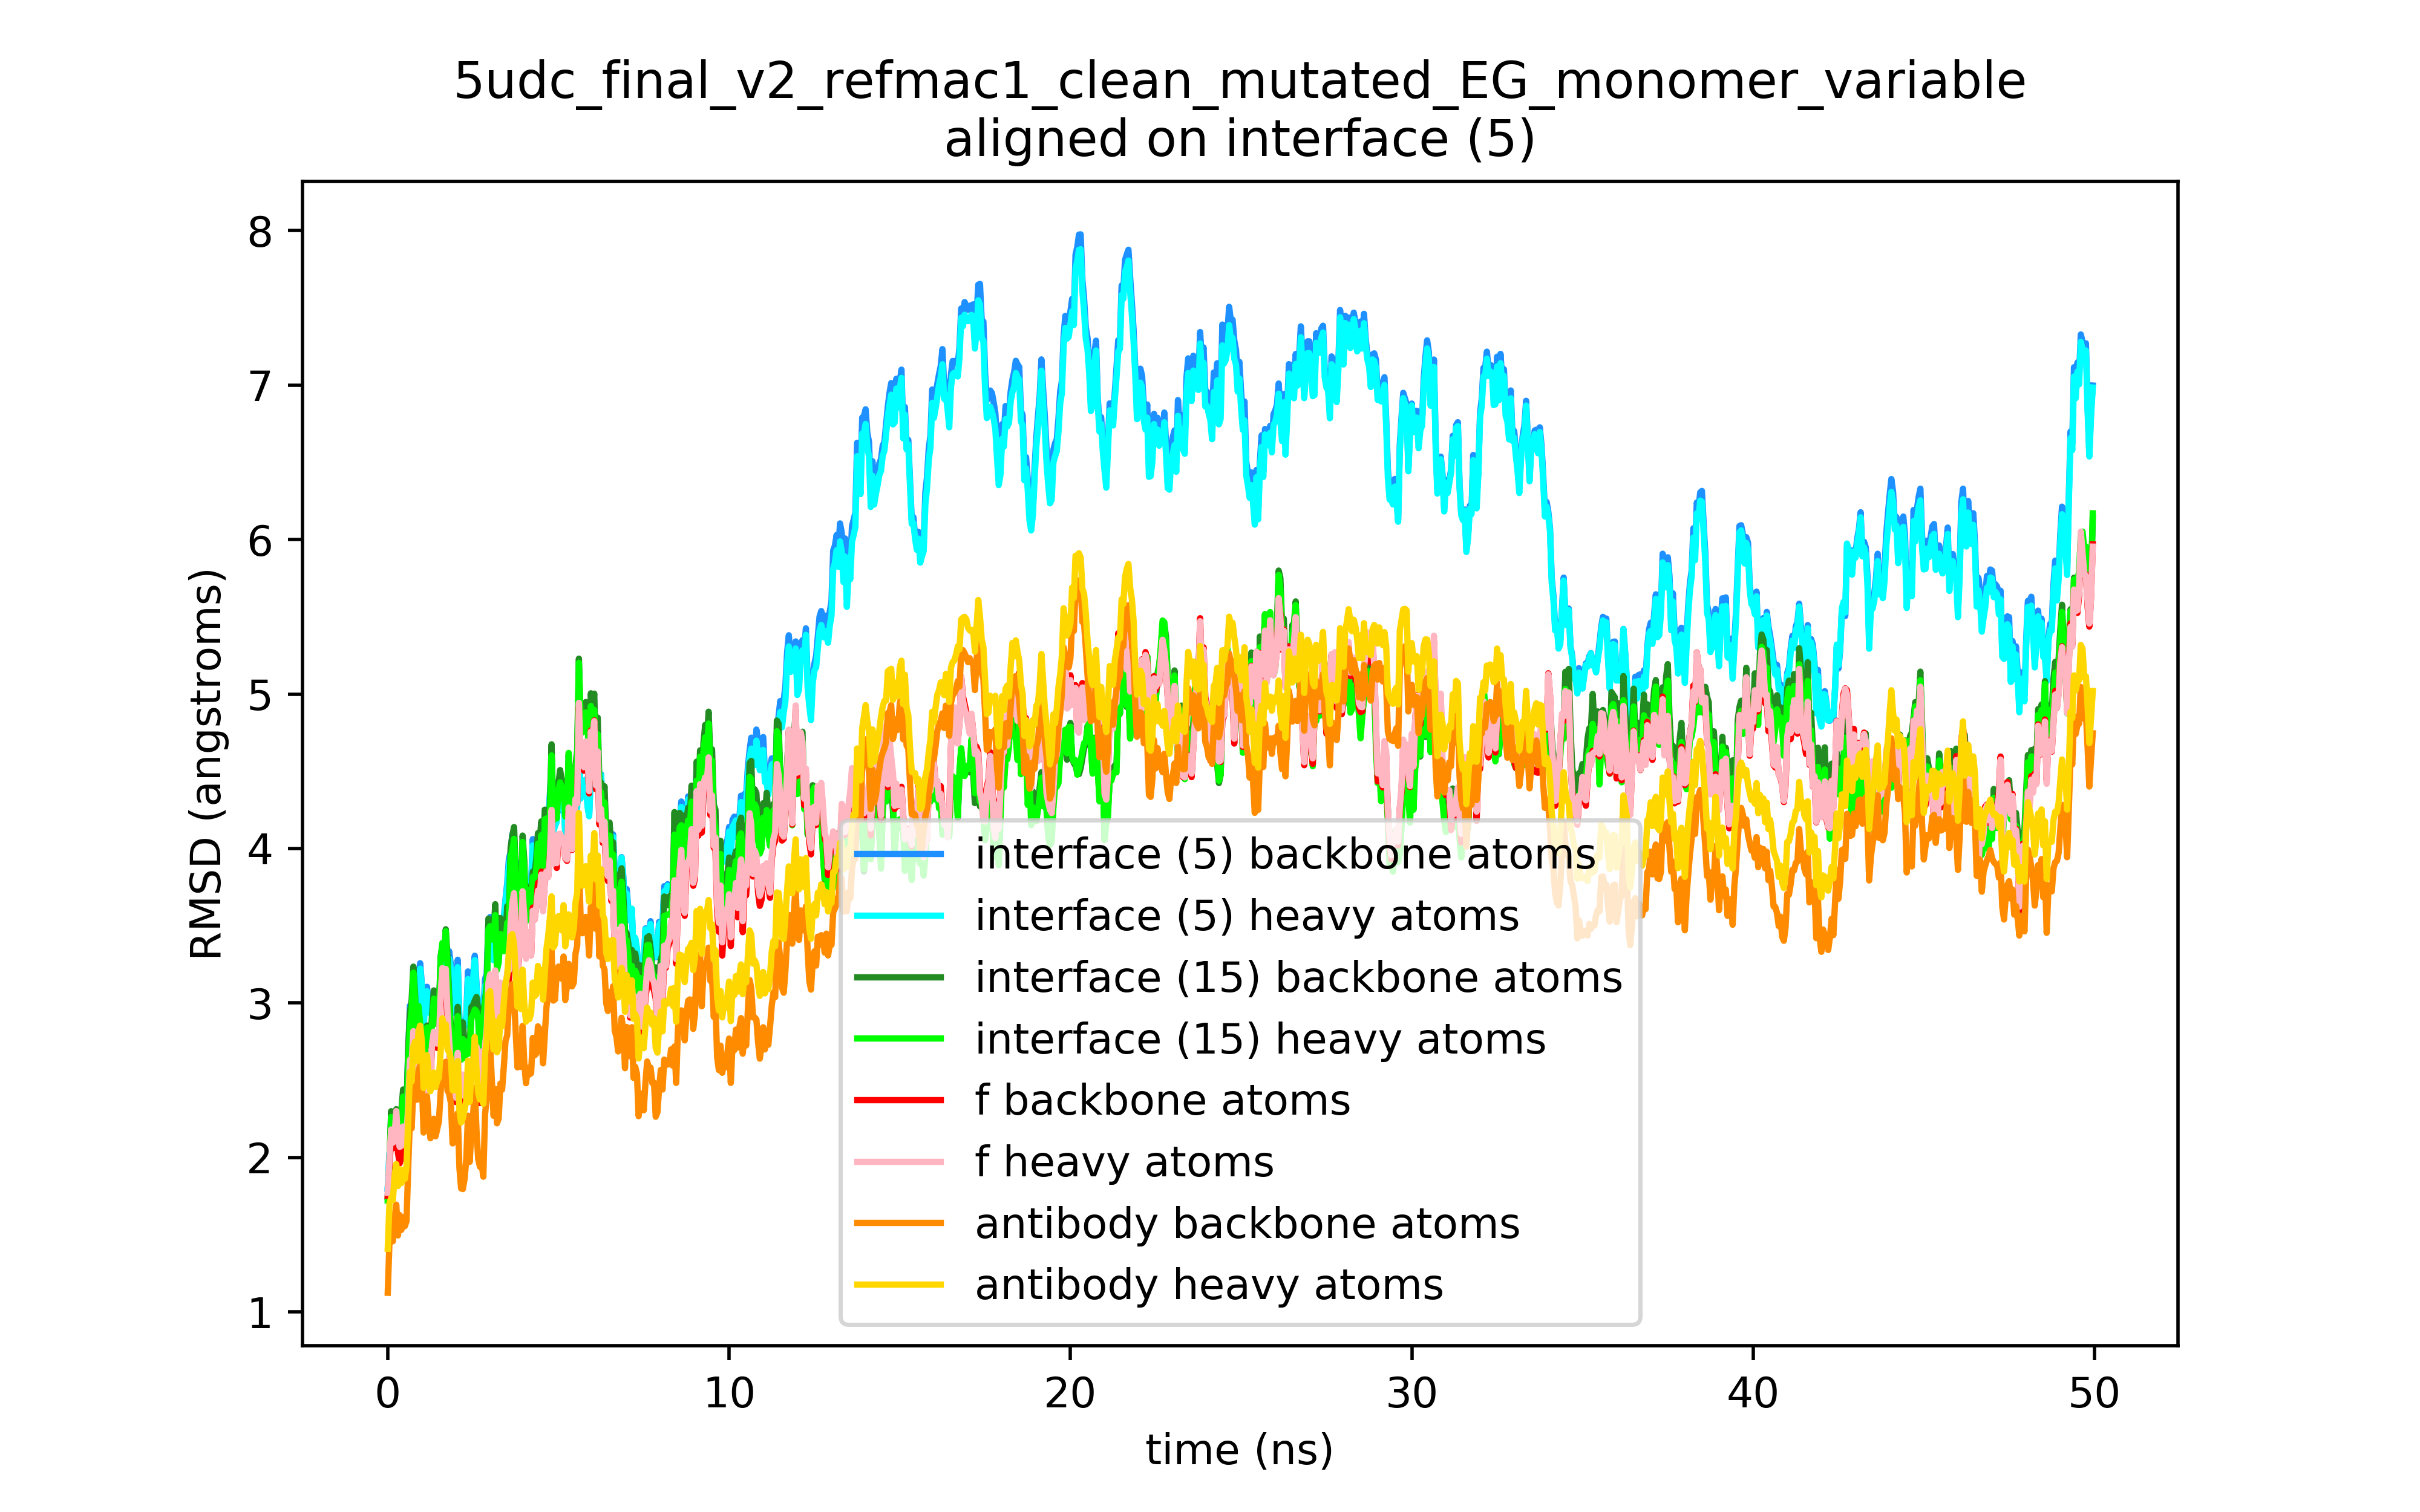 5udc_final_v2_refmac1_clean_mutated_EG_monomer_variable
aligned on interface (5)
8
7
6
5
4
3
2
1
RMSD (angstroms)
interface (5) backbone atoms
interface (5) heavy atoms
interface (15) backbone atoms
interface (15) heavy atoms
f backbone atoms
f heavy atoms
antibody backbone atoms
antibody heavy atoms
0 10 20 30 40 50
time (ns)